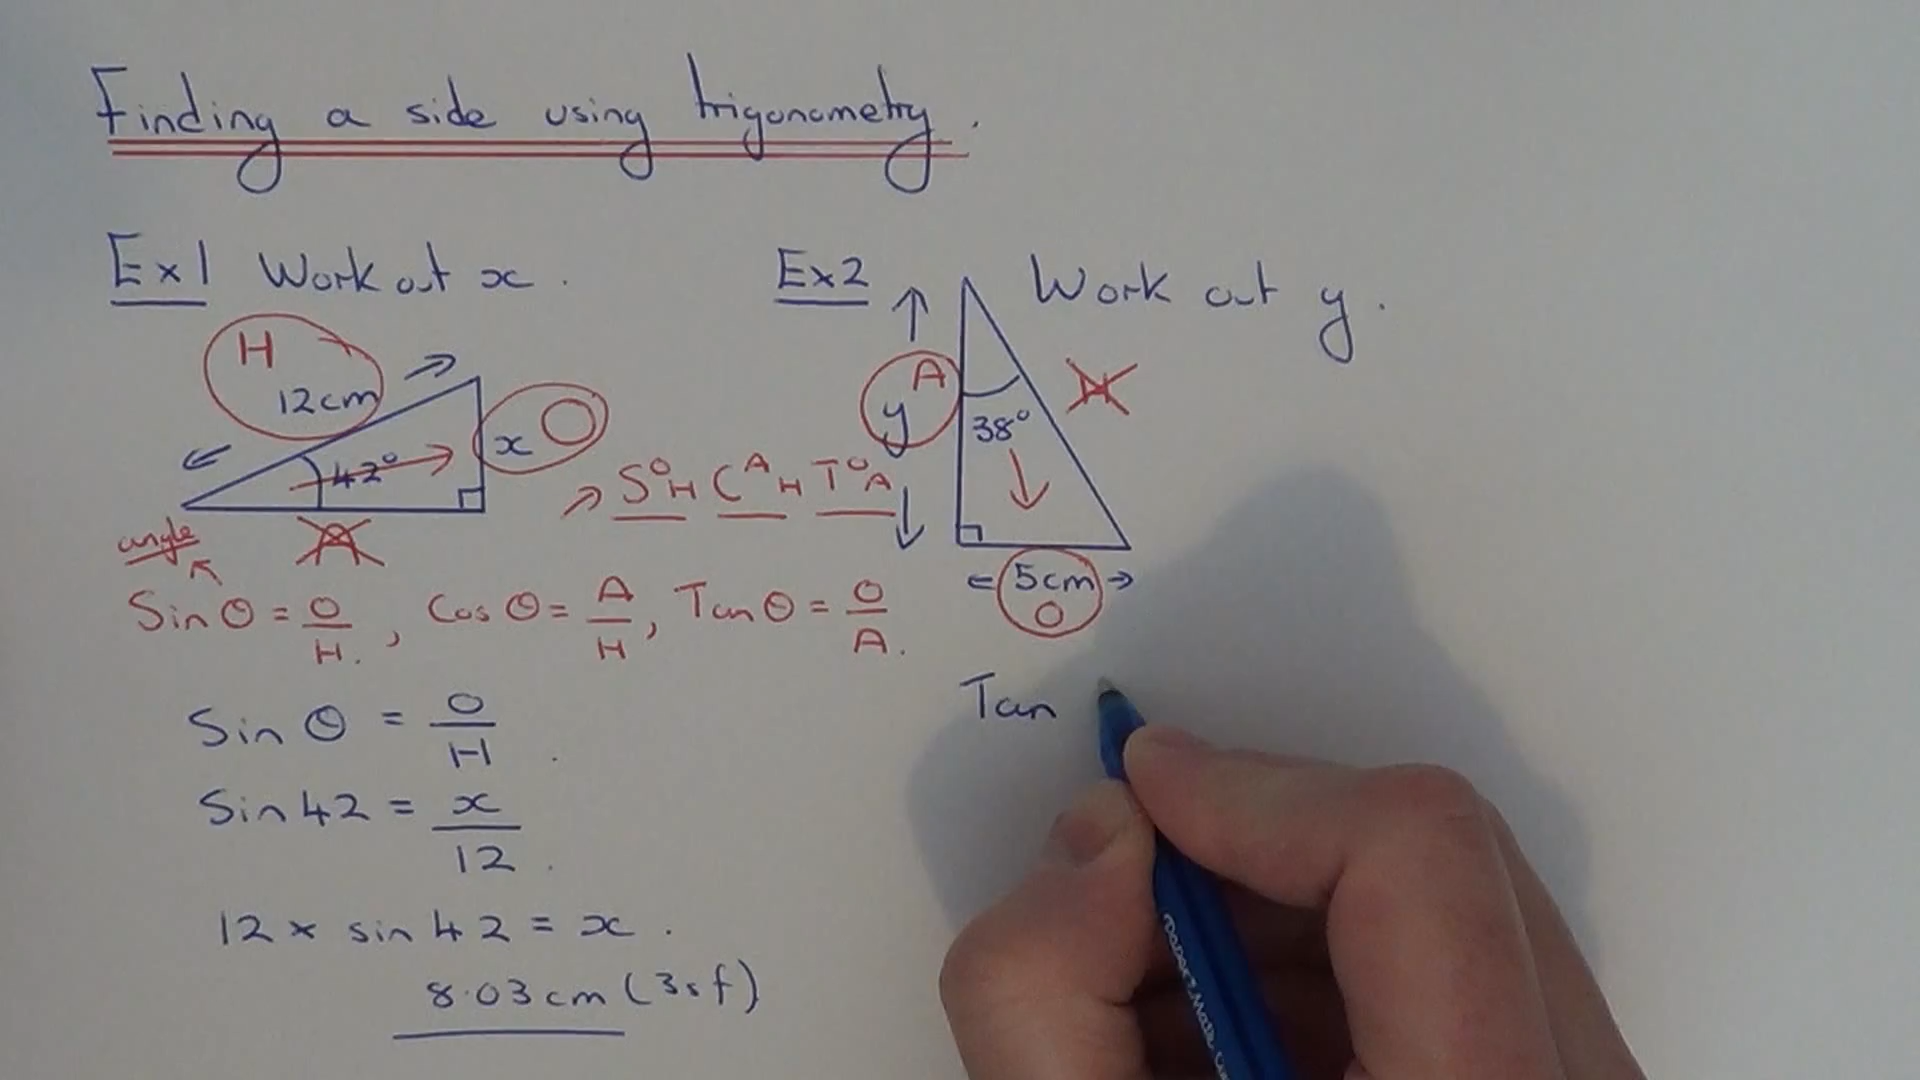 Finding a side using trigonometry.
Ex1 Work out x.
H
12cm
42°
x O
A
angle
S O H C A H T O A
Sin θ = O/H, Cos θ = A/H, Tan θ = O/A.
Sin θ = O/H.
Sin 42 = x/12.
12 × sin 42 = x.
8.03 cm (3sf)
Ex2 Work out y.
A
y
H
38°
5cm
O
Tan